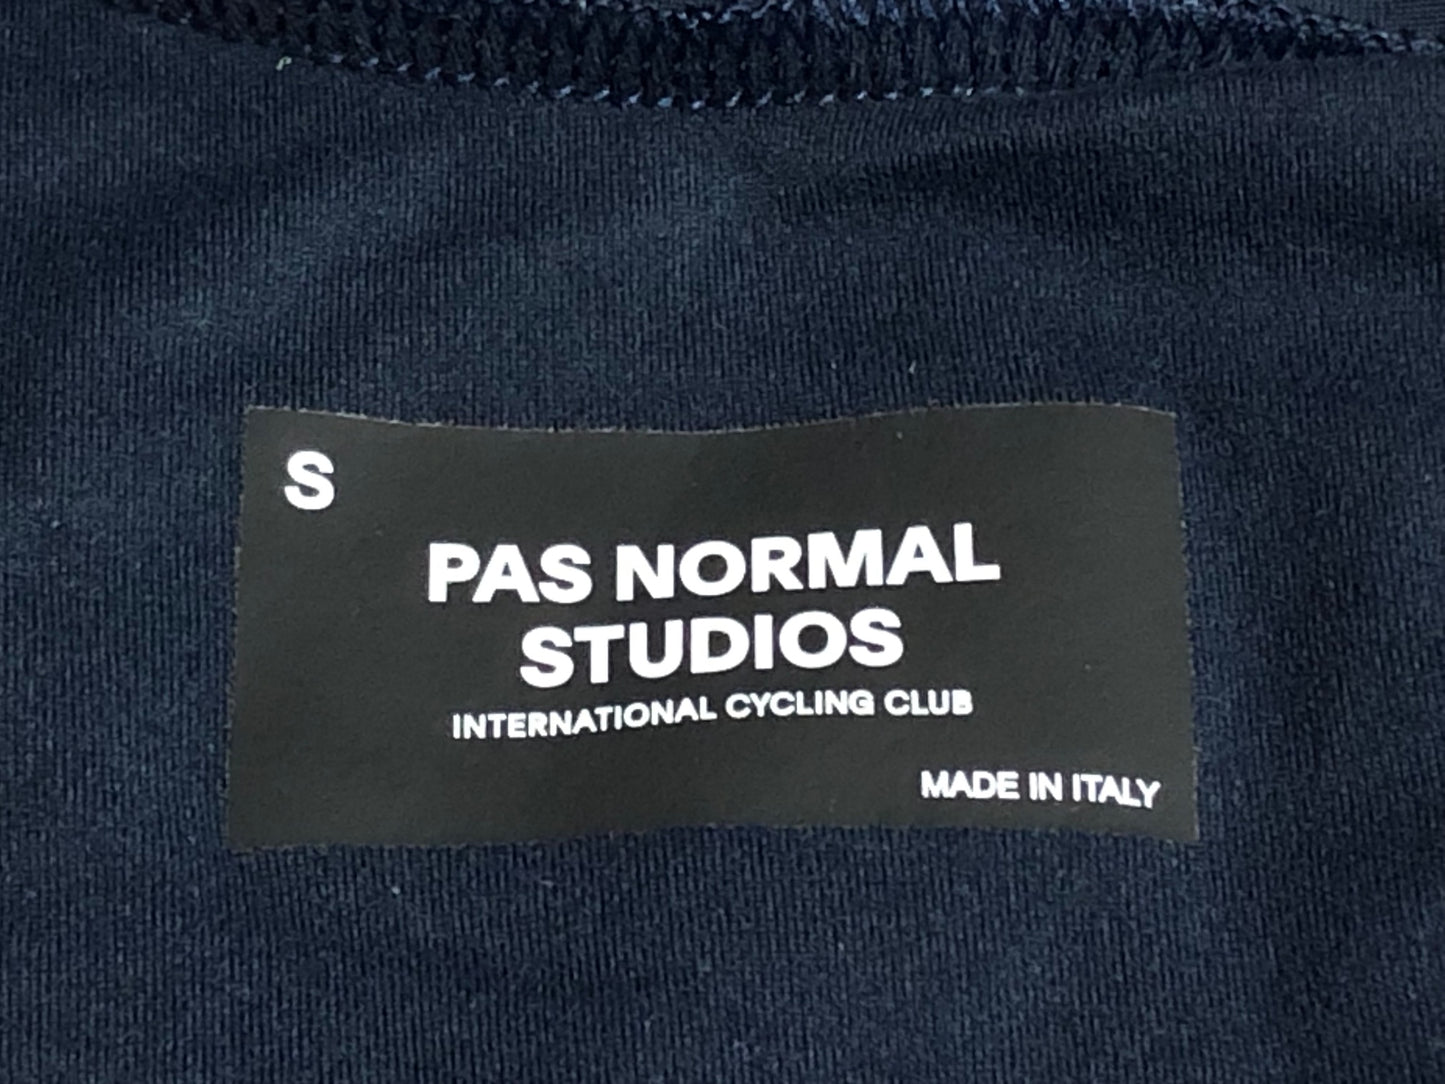 S
PAS NORMAL
STUDIOS
INTERNATIONAL CYCLING CLUB
MADE IN ITALY